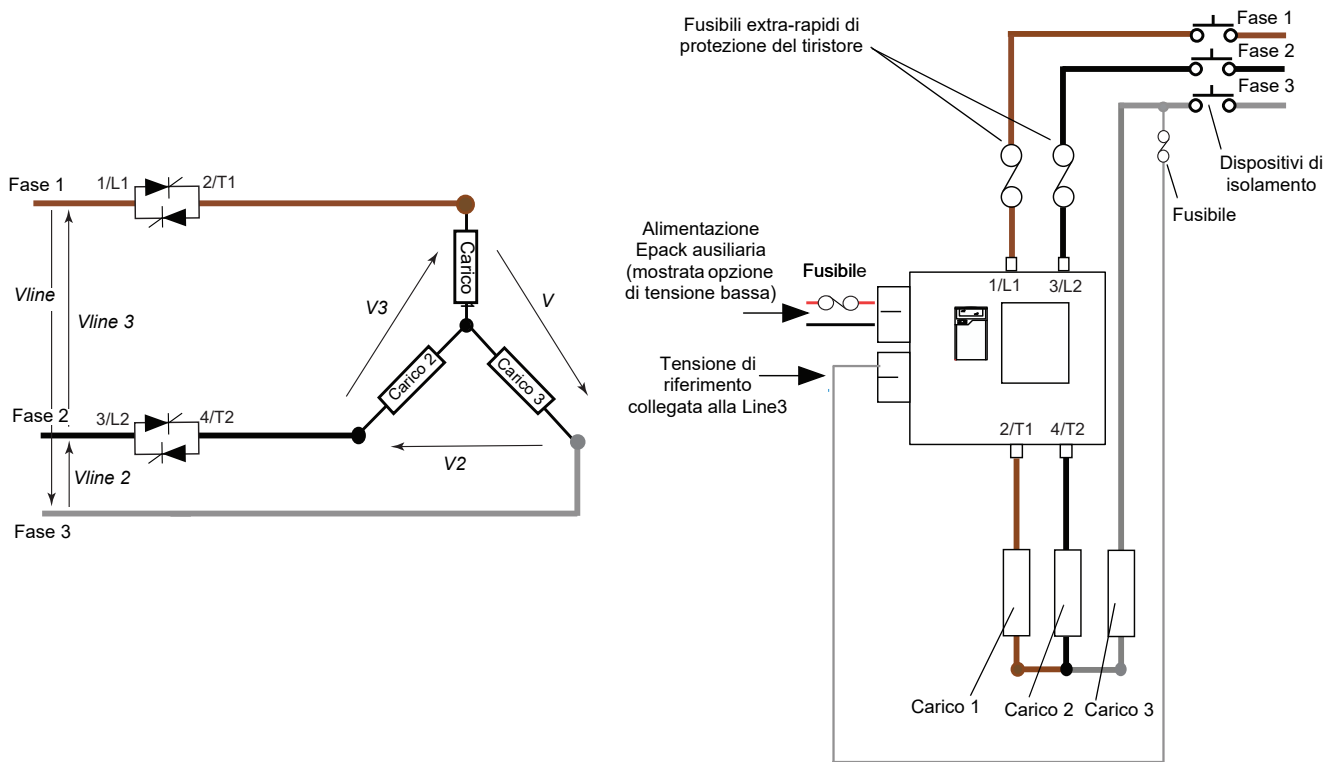 Fase 1
1/L1
2/T1
Vline
Vline 3
Carico
V3
V
Carico 2
Carico 3
Fase 2
3/L2
4/T2
Vline 2
V2
Fase 3
Fusibili extra-rapidi di
protezione del tiristore
Fase 1
Fase 2
Fase 3
Dispositivi di
isolamento
Fusibile
Alimentazione
Epack ausiliaria
(mostrata opzione
di tensione bassa)
Fusibile
1/L1
3/L2
Tensione di
riferimento
collegata alla Line3
2/T1
4/T2
Carico 1
Carico 2
Carico 3